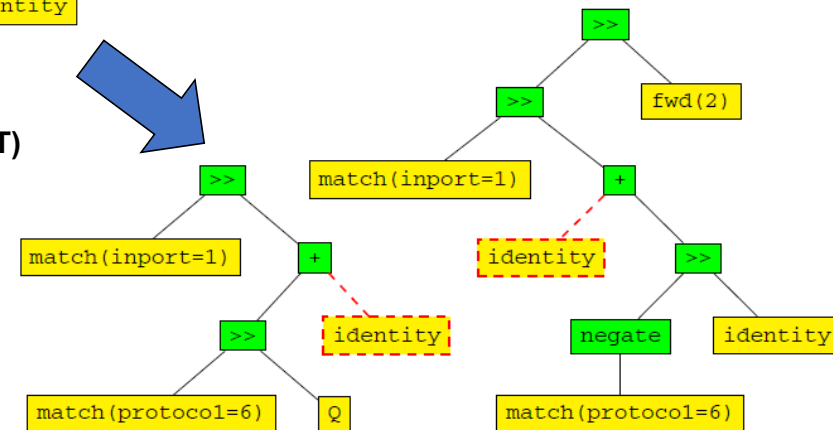 ntity
T)
>>
match(inport=1)
+
>>
identity
match(protocol=6)
Q
>>
>>
fwd(2)
match(inport=1)
+
identity
>>
negate
identity
match(protocol=6)